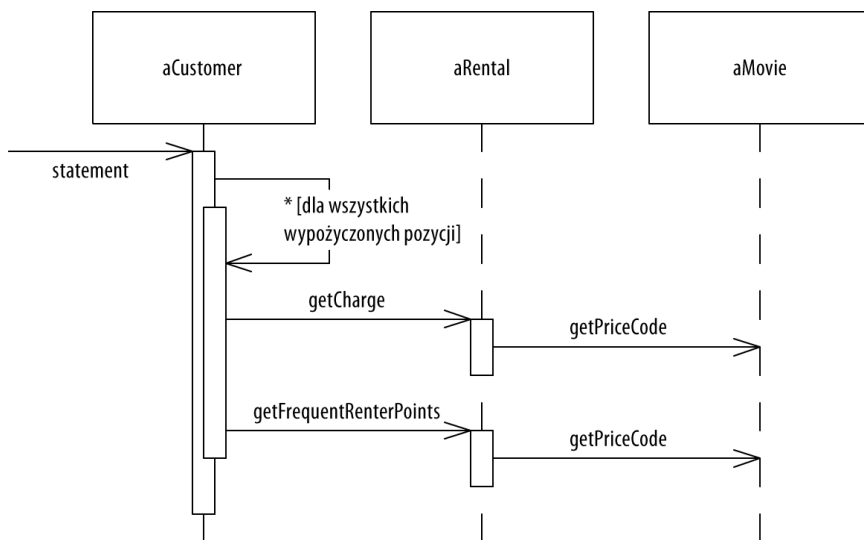 aCustomer
aRental
aMovie
statement
* [dla wszystkich
wypożyczonych pozycji]
getCharge
getPriceCode
getFrequentRenterPoints
getPriceCode